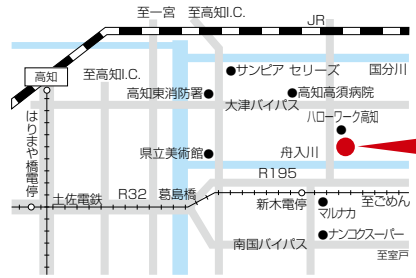 至一宮
至高知I.C.
JR
高知
至高知I.C.
サンピア セリーズ
国分川
高知東消防署
高知高須病院
大津バイパス
ハローワーク高知
はりまや橋電停
県立美術館
舟入川
R195
土佐電鉄
R32
葛島橋
新木電停
至ごめん
マルナカ
ナンコクスーパー
南国バイパス
至室戸